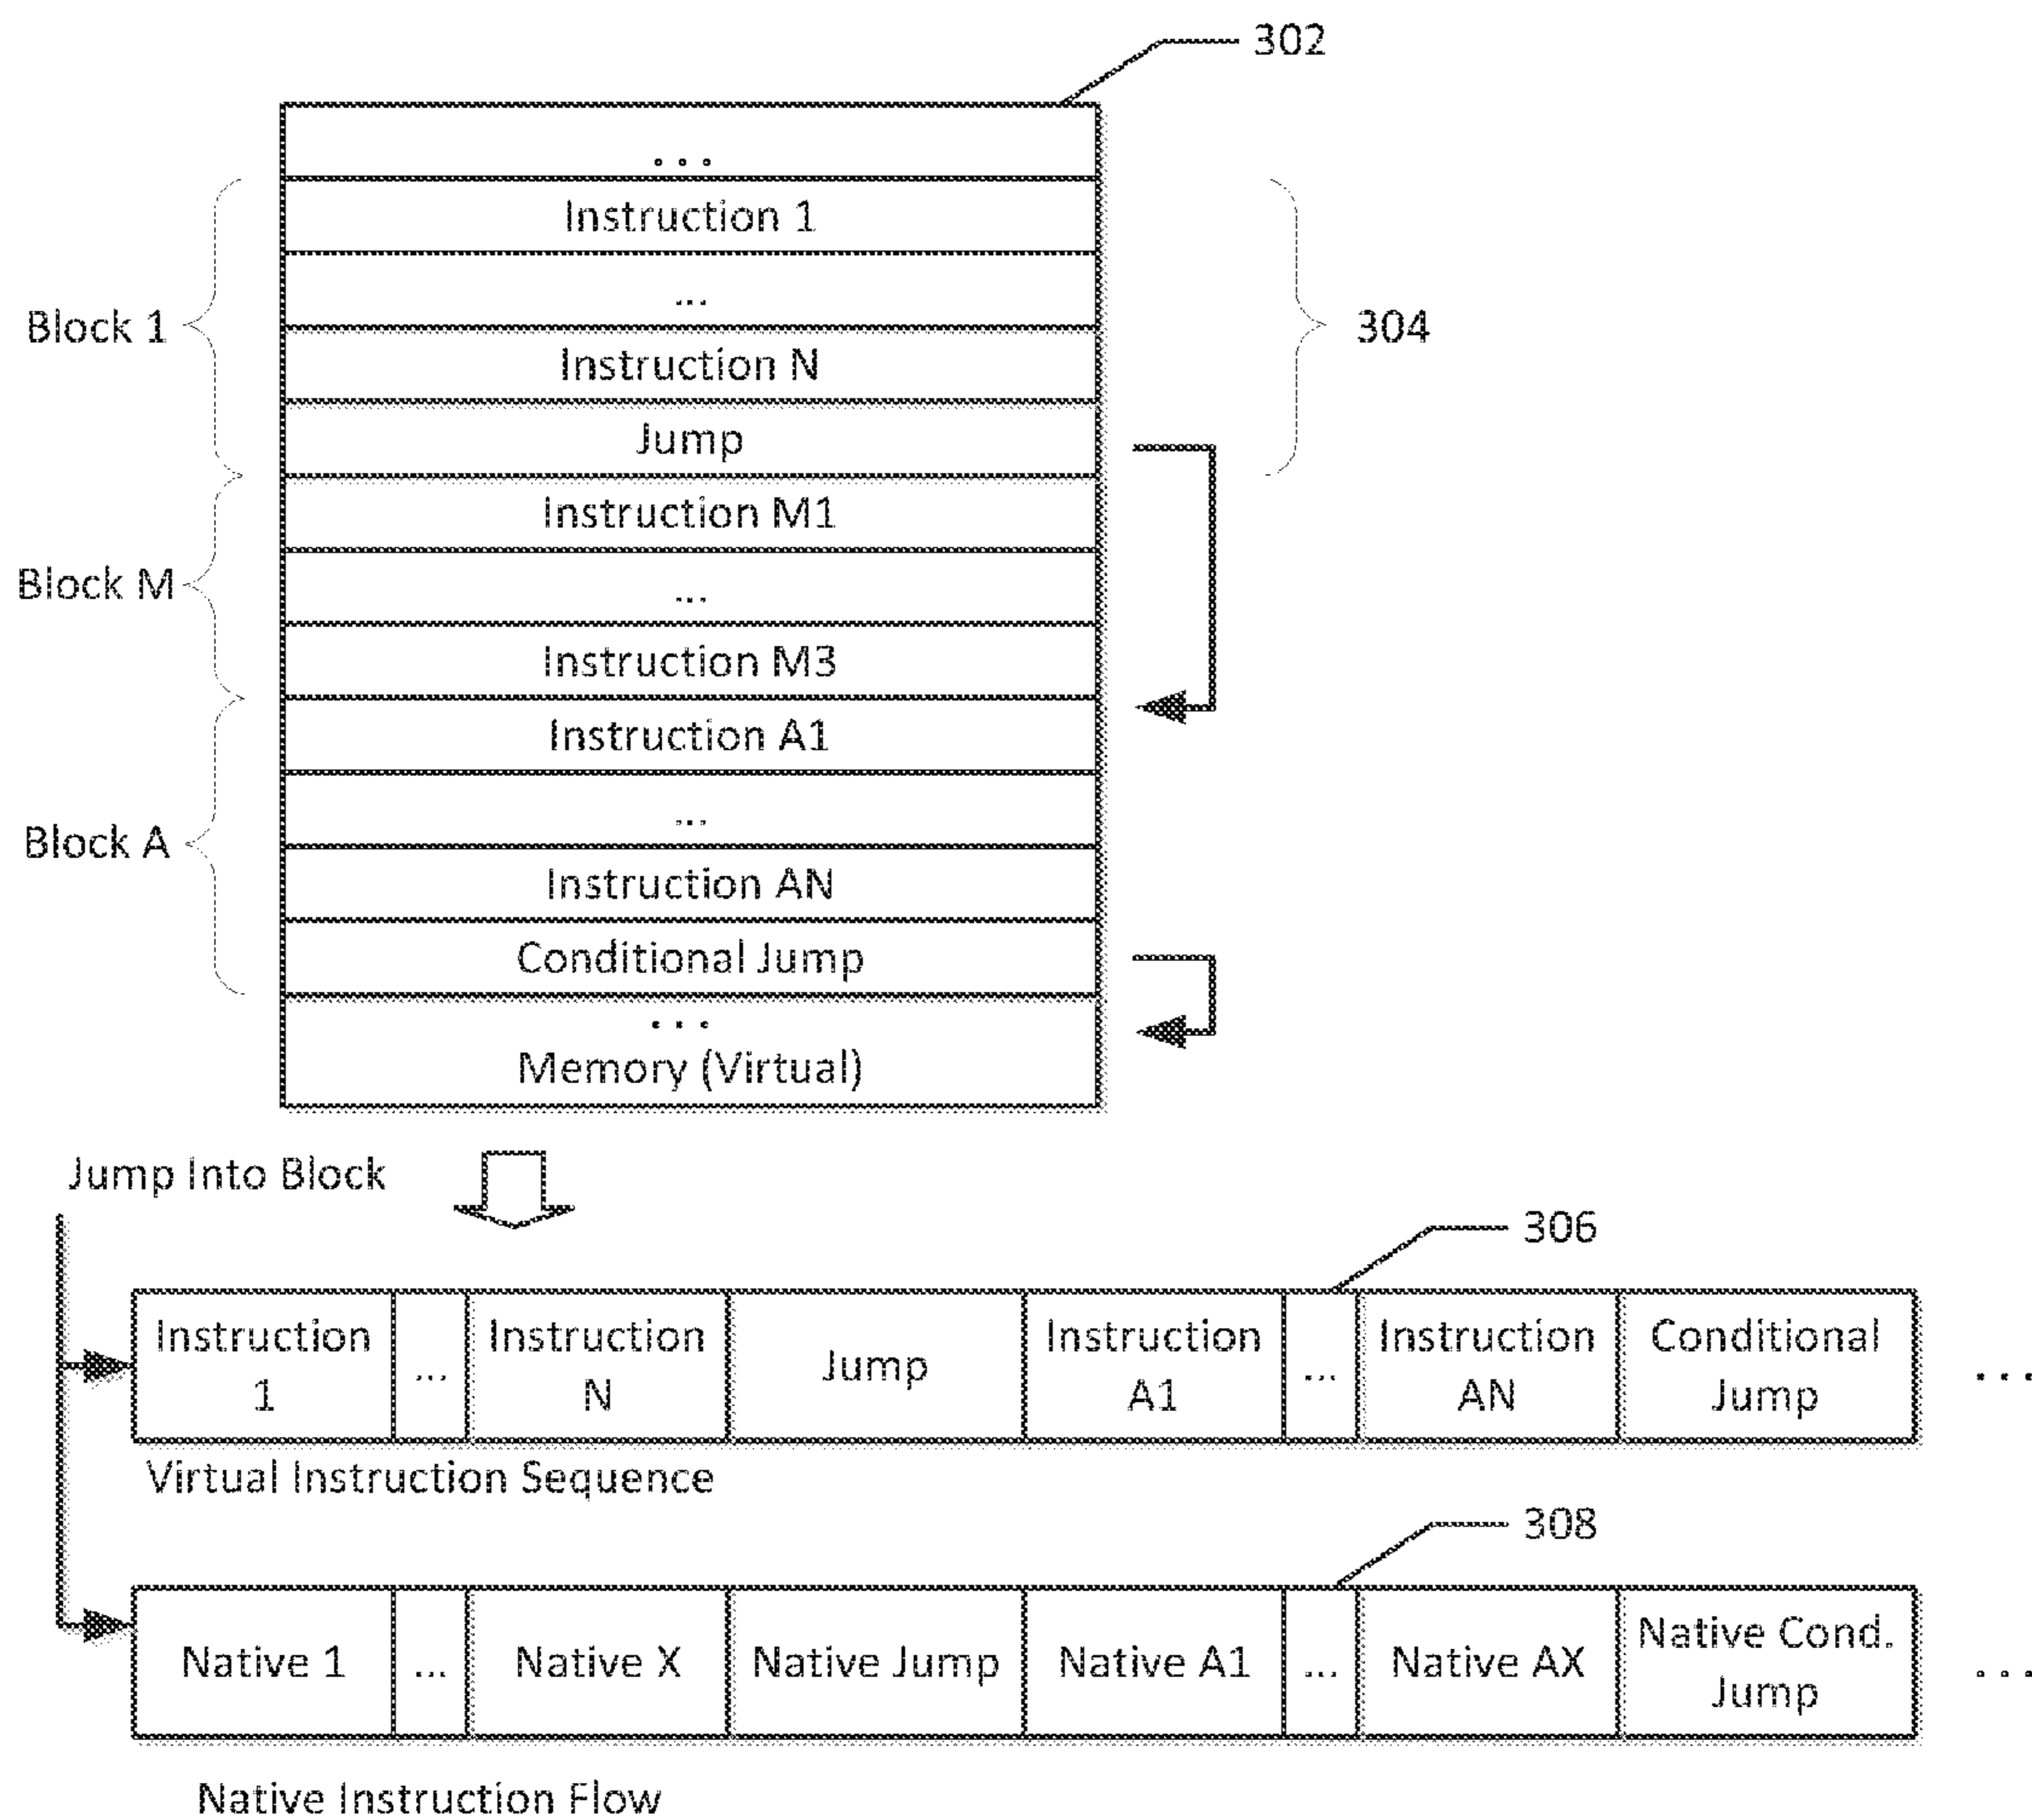 302
. . .
Instruction 1
...
Block 1
304
Instruction N
Jump
Instruction M1
Block M
...
Instruction M3
Instruction A1
...
Block A
Instruction AN
Conditional Jump
. . .
Memory (Virtual)
Jump Into Block
306
Instruction 1
...
Instruction N
Jump
Instruction A1
...
Instruction AN
Conditional Jump
. . .
Virtual Instruction Sequence
308
Native 1
...
Native X
Native Jump
Native A1
...
Native AX
Native Cond. Jump
. . .
Native Instruction Flow